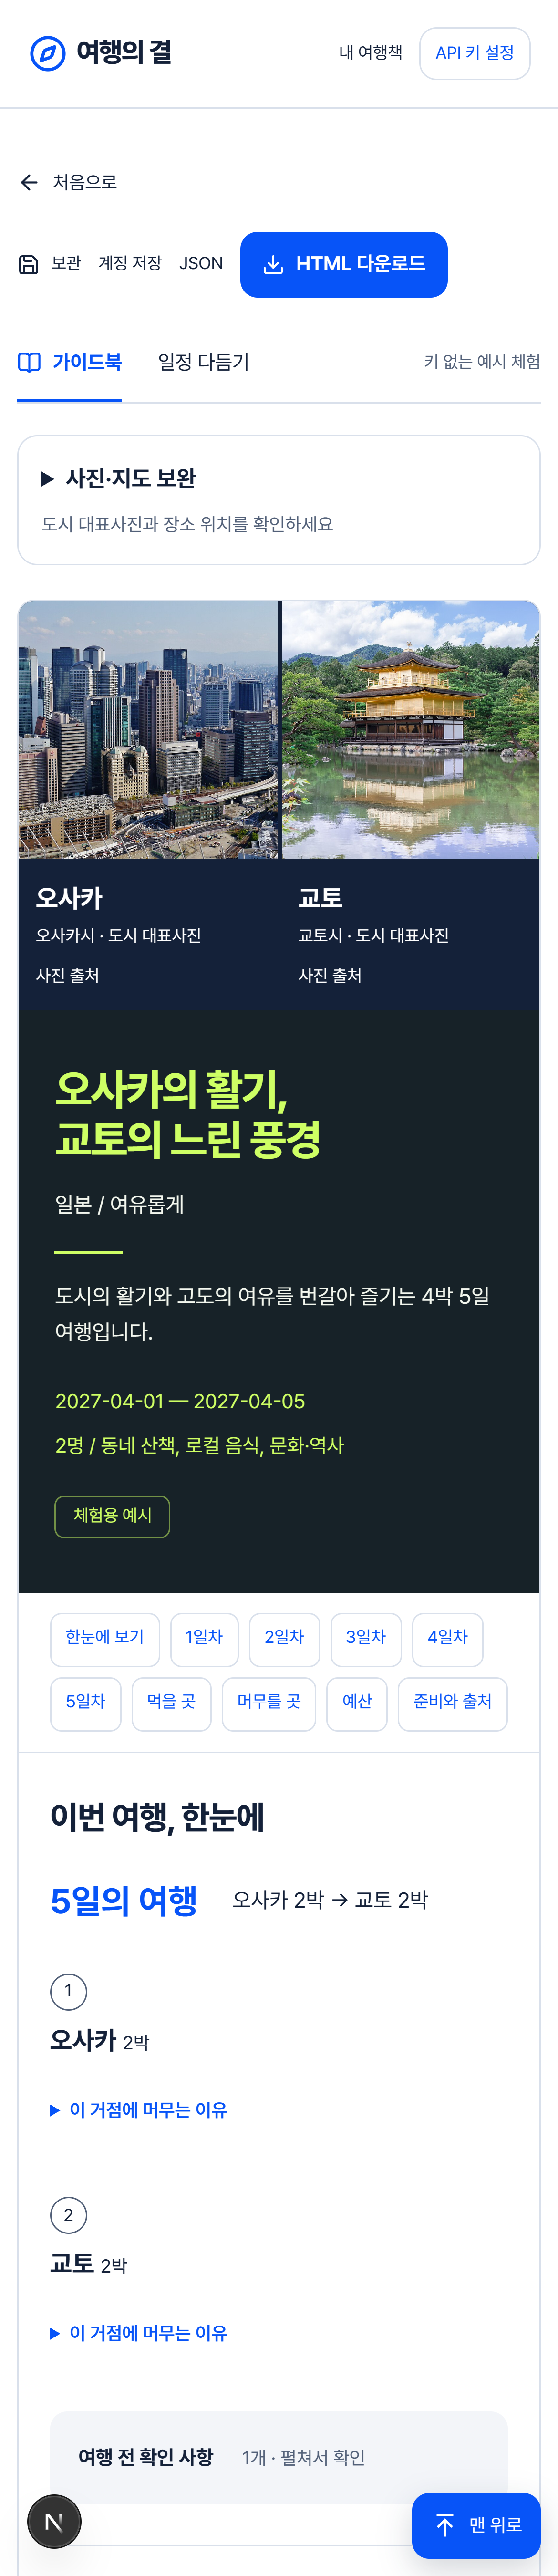 여행의 결
내 여행책
API 키 설정
처음으로
보관
계정 저장
JSON
HTML 다운로드
가이드북
일정 다듬기
키 없는 예시 체험
사진·지도 보완
도시 대표사진과 장소 위치를 확인하세요
오사카
오사카시 · 도시 대표사진
사진 출처
교토
교토시 · 도시 대표사진
사진 출처
오사카의 활기,
교토의 느린 풍경
일본 / 여유롭게
도시의 활기와 고도의 여유를 번갈아 즐기는 4박 5일
여행입니다.
2027-04-01 — 2027-04-05
2명 / 동네 산책, 로컬 음식, 문화·역사
체험용 예시
한눈에 보기
1일차
2일차
3일차
4일차
5일차
먹을 곳
머무를 곳
예산
준비와 출처
이번 여행, 한눈에
5일의 여행
오사카 2박 → 교토 2박
1
오사카 2박
이 거점에 머무는 이유
2
교토 2박
이 거점에 머무는 이유
여행 전 확인 사항
1개 · 펼쳐서 확인
N
맨 위로